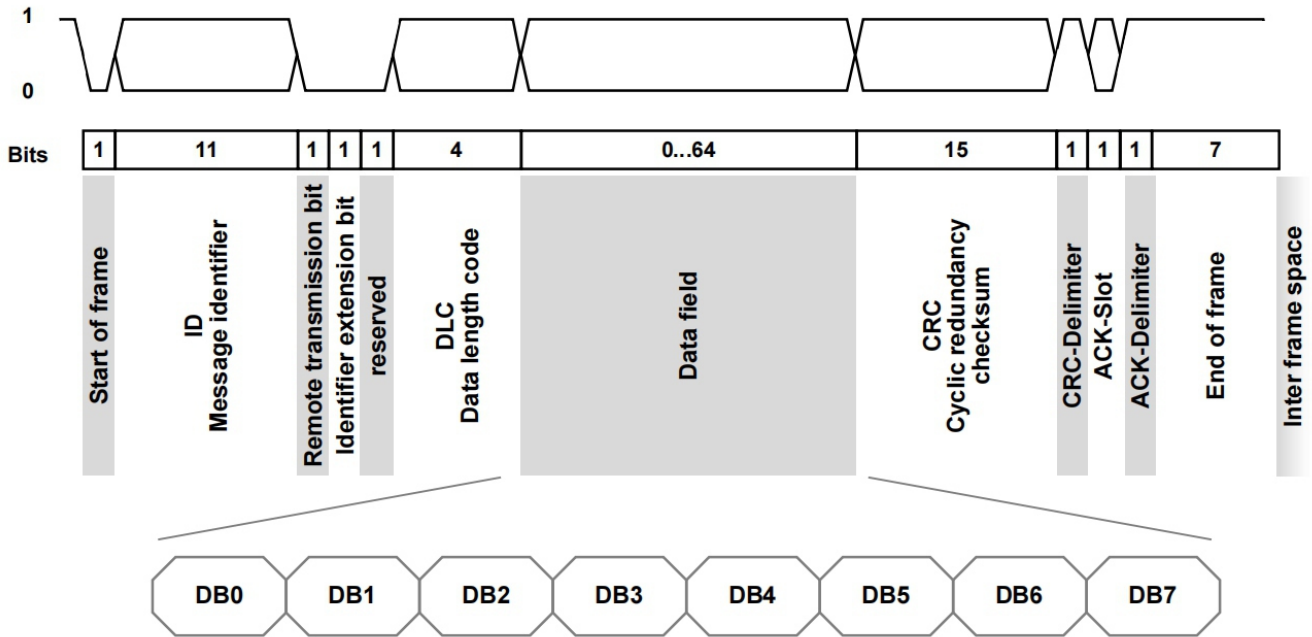 1
0
Bits
1
11
1
1
1
4
0...64
15
1
1
1
7
Start of frame
ID
Message identifier
Remote transmission bit
Identifier extension bit
reserved
DLC
Data length code
Data field
CRC
Cyclic redundancy
checksum
CRC-Delimiter
ACK-Slot
ACK-Delimiter
End of frame
Inter frame space
DB0
DB1
DB2
DB3
DB4
DB5
DB6
DB7